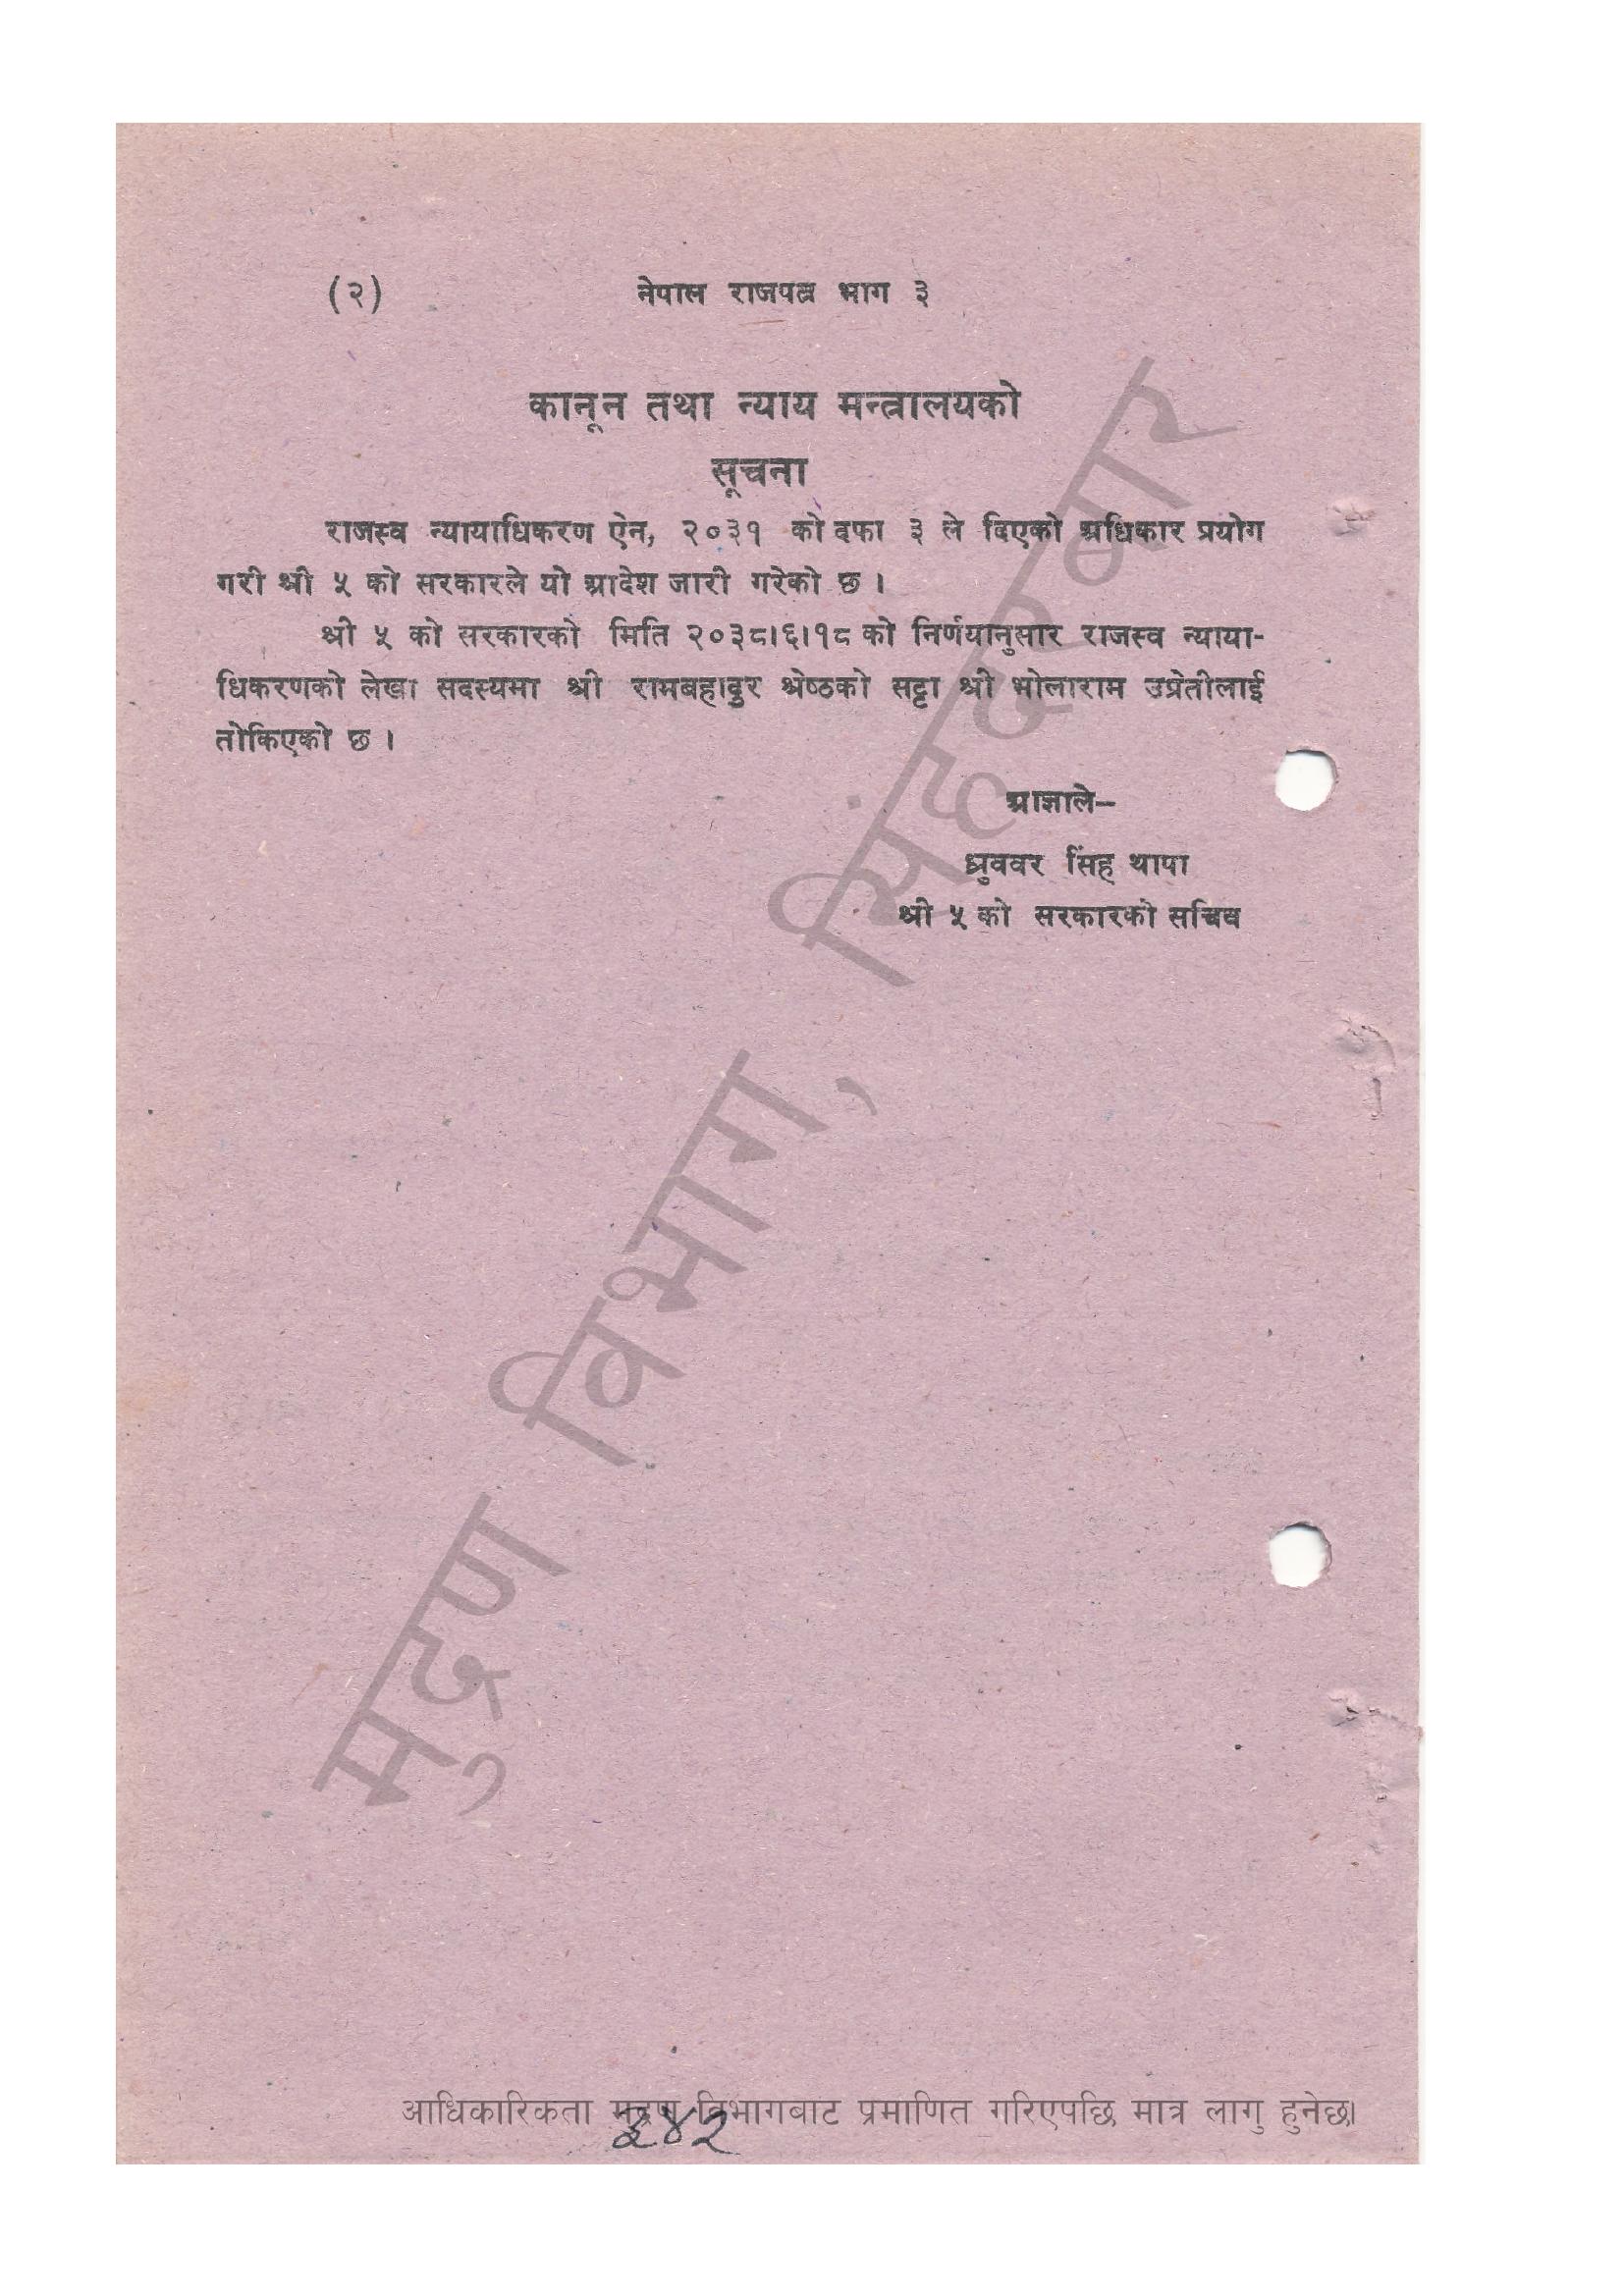 (२) नेपाल राजपत्र भाग ३
कानून तथा न्याय मन्त्रालयको
सूचना
राजस्व न्यायाधिकरण ऐन, २०३१ को दफा ३ ले दिएको अधिकार प्रयोग
गरी श्री ५ को सरकारले यो आदेश जारी गरेको छ ।
श्री ५ को सरकारको मिति २०३८।६।१८ को निर्णयानुसार राजस्व न्याया-
धिकरणको लेखा सदस्यमा श्री रामबहादुर श्रेष्ठको सट्टा श्री भोलाराम उप्रेतीलाई
तोकिएको छ ।
आज्ञाले–
ध्रुववर सिंह थापा
श्री ५ को सरकारको सचिव
मुद्रण विभाग, सिंहदरबार
आधिकारिकता मुद्रण विभागबाट प्रमाणित गरिएपछि मात्र लागु हुनेछ।
३४२